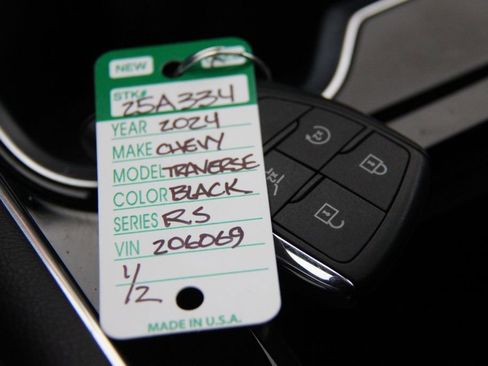 NEW
STK# 25A334
YEAR 2024
MAKE CHEVY
MODEL TRAVERSE
COLOR BLACK
SERIES RS
VIN 206069
1/2
MADE IN U.S.A.